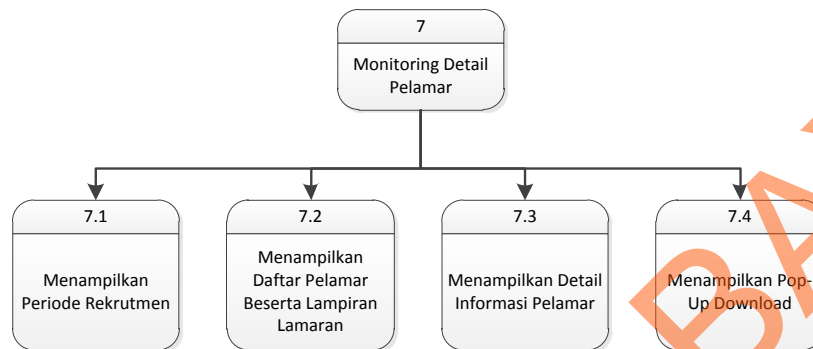 7
Monitoring Detail
Pelamar
7.1
Menampilkan
Periode Rekrutmen
7.2
Menampilkan
Daftar Pelamar
Beserta Lampiran
Lamaran
7.3
Menampilkan Detail
Informasi Pelamar
7.4
Menampilkan Pop-
Up Download
BA